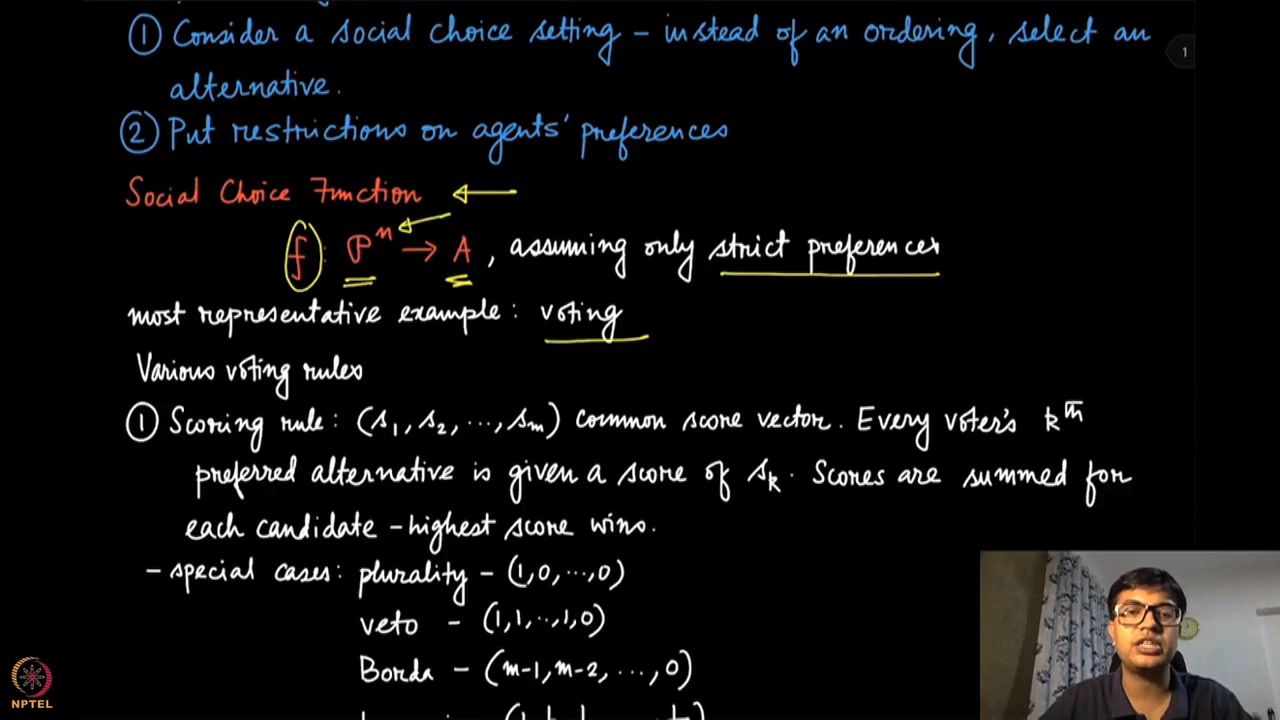 ① Consider a social choice setting - instead of an ordering, select an
alternative.
② Put restrictions on agents' preferences
Social Choice Function
f : P^n → A , assuming only strict preferences
most representative example : voting
Various voting rules
① Scoring rule : (s₁, s₂, ..., sₘ) common score vector. Every voter's k^th
preferred alternative is given a score of sₖ. Scores are summed for
each candidate - highest score wins.
- special cases: plurality - (1,0,...,0)
veto - (1,1,..,1,0)
Borda - (m-1, m-2, ..., 0)
1
NPTEL